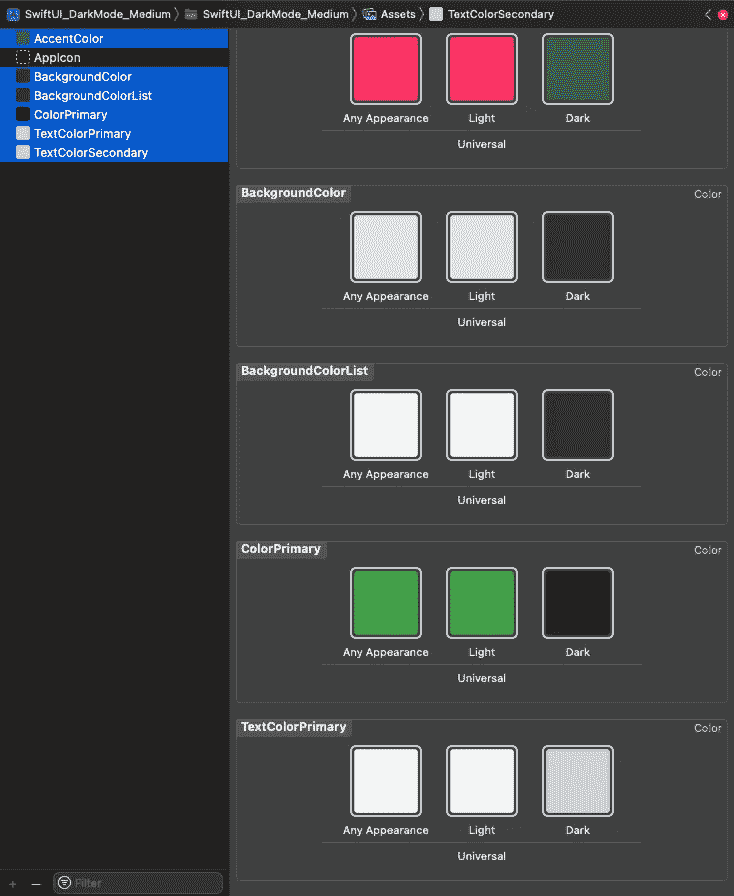 SwiftUI_DarkMode_Medium 〉 SwiftUI_DarkMode_Medium 〉 Assets 〉 TextColorSecondary
AccentColor
AppIcon
BackgroundColor
BackgroundColorList
ColorPrimary
TextColorPrimary
TextColorSecondary
Any Appearance Light Dark
Universal
BackgroundColor Color
Any Appearance Light Dark
Universal
BackgroundColorList Color
Any Appearance Light Dark
Universal
ColorPrimary Color
Any Appearance Light Dark
Universal
TextColorPrimary Color
Any Appearance Light Dark
Universal
Filter